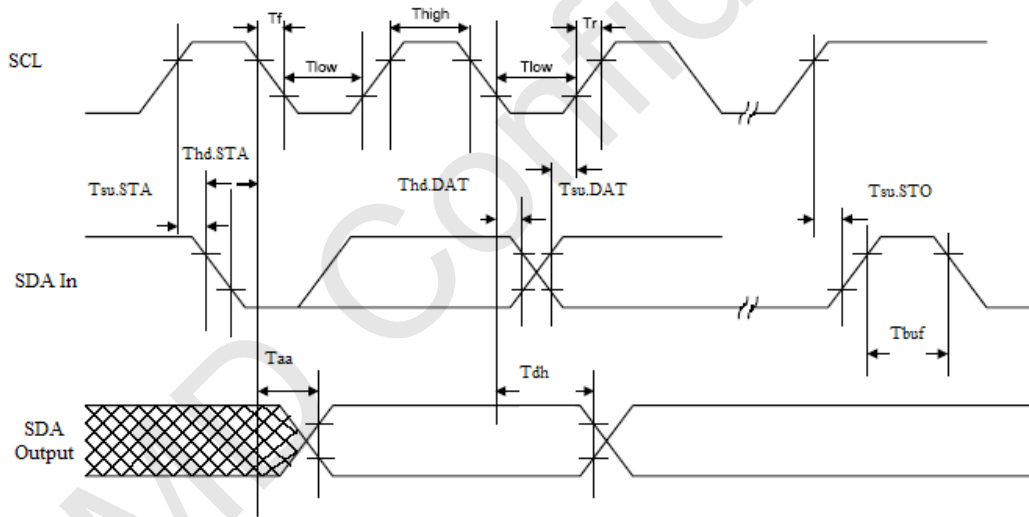 Tf
Thigh
Tr
SCL
Tlow
Tlow
Thd.STA
Tsu.STA
Thd.DAT
Tsu.DAT
Tsu.STO
SDA In
Tbuf
Taa
Tdh
SDA
Output